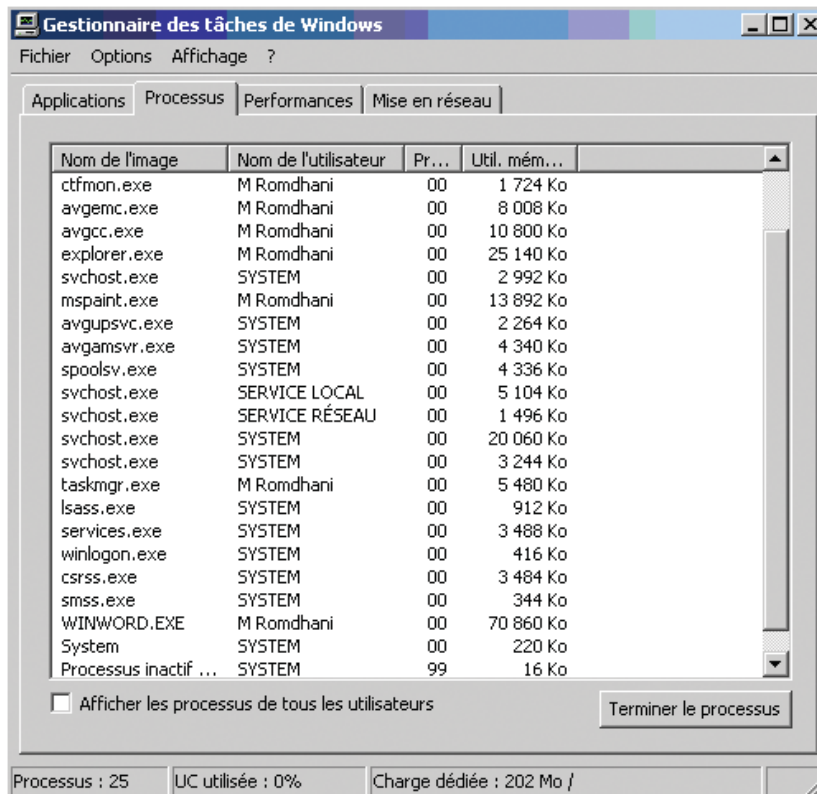 Gestionnaire des tâches de Windows
Fichier Options Affichage ?
Applications Processus Performances Mise en réseau
Nom de l'image Nom de l'utilisateur Pr... Util. mém...
ctfmon.exe M Romdhani 00 1 724 Ko
avgemc.exe M Romdhani 00 8 008 Ko
avgcc.exe M Romdhani 00 10 800 Ko
explorer.exe M Romdhani 00 25 140 Ko
svchost.exe SYSTEM 00 2 992 Ko
mspaint.exe M Romdhani 00 13 892 Ko
avgupsvc.exe SYSTEM 00 2 264 Ko
avgamsvr.exe SYSTEM 00 4 340 Ko
spoolsv.exe SYSTEM 00 4 336 Ko
svchost.exe SERVICE LOCAL 00 5 104 Ko
svchost.exe SERVICE RÉSEAU 00 1 496 Ko
svchost.exe SYSTEM 00 20 060 Ko
svchost.exe SYSTEM 00 3 244 Ko
taskmgr.exe M Romdhani 00 5 480 Ko
lsass.exe SYSTEM 00 912 Ko
services.exe SYSTEM 00 3 488 Ko
winlogon.exe SYSTEM 00 416 Ko
csrss.exe SYSTEM 00 3 484 Ko
smss.exe SYSTEM 00 344 Ko
WINWORD.EXE M Romdhani 00 70 860 Ko
System SYSTEM 00 220 Ko
Processus inactif ... SYSTEM 99 16 Ko
Afficher les processus de tous les utilisateurs
Terminer le processus
Processus : 25 UC utilisée : 0% Charge dédiée : 202 Mo /